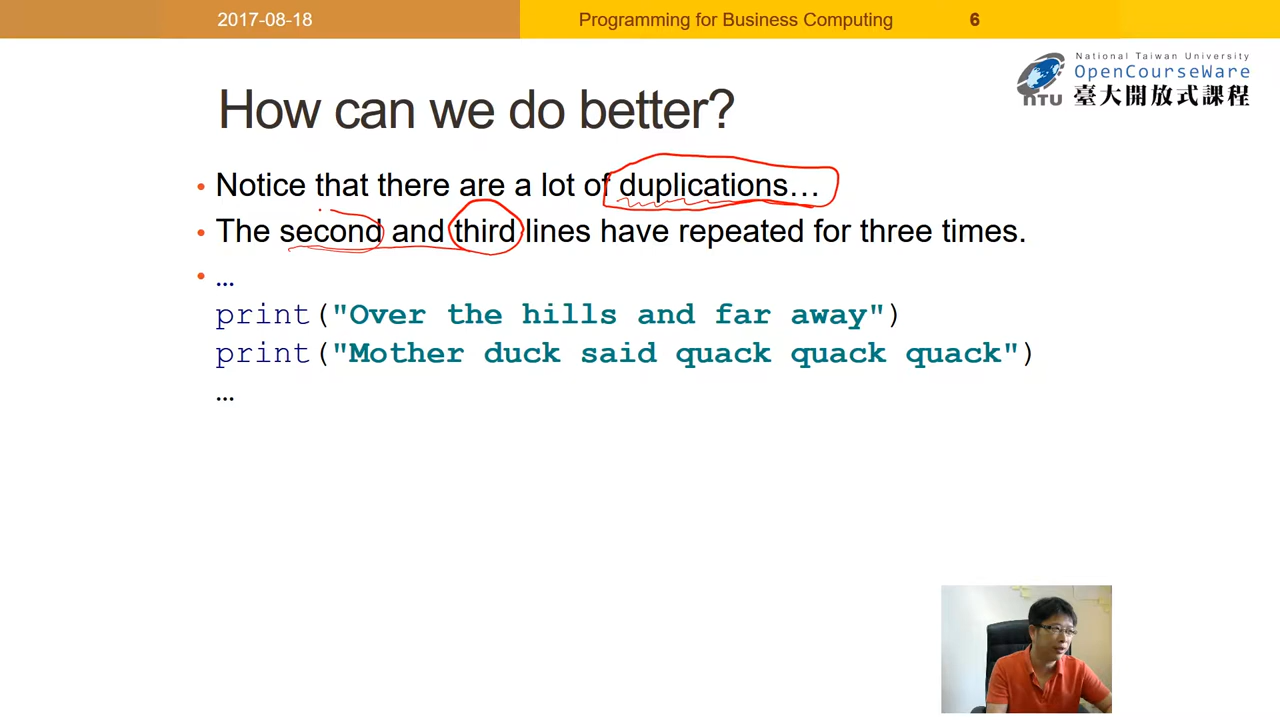 2017-08-18
Programming for Business Computing 6
National Taiwan University
OpenCourseWare
NTU 臺大開放式課程
How can we do better?
• Notice that there are a lot of duplications…
• The second and third lines have repeated for three times.
• …
print("Over the hills and far away")
print("Mother duck said quack quack quack")
…